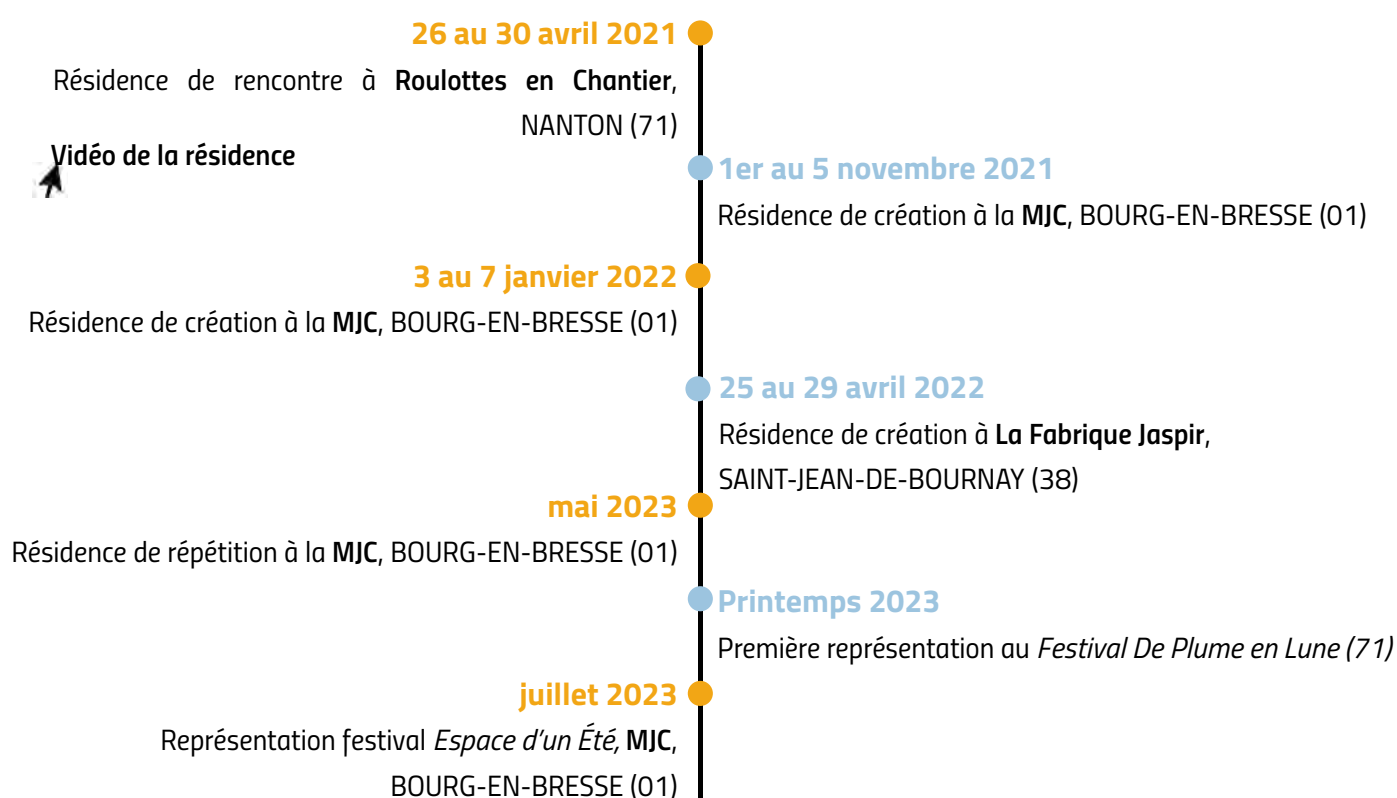 26 au 30 avril 2021
Résidence de rencontre à Roulottes en Chantier,
NANTON (71)
Vidéo de la résidence
1er au 5 novembre 2021
Résidence de création à la MJC, BOURG-EN-BRESSE (01)
3 au 7 janvier 2022
Résidence de création à la MJC, BOURG-EN-BRESSE (01)
25 au 29 avril 2022
Résidence de création à La Fabrique Jaspir,
SAINT-JEAN-DE-BOURNAY (38)
mai 2023
Résidence de répétition à la MJC, BOURG-EN-BRESSE (01)
Printemps 2023
Première représentation au Festival De Plume en Lune (71)
juillet 2023
Représentation festival Espace d'un Été, MJC,
BOURG-EN-BRESSE (01)